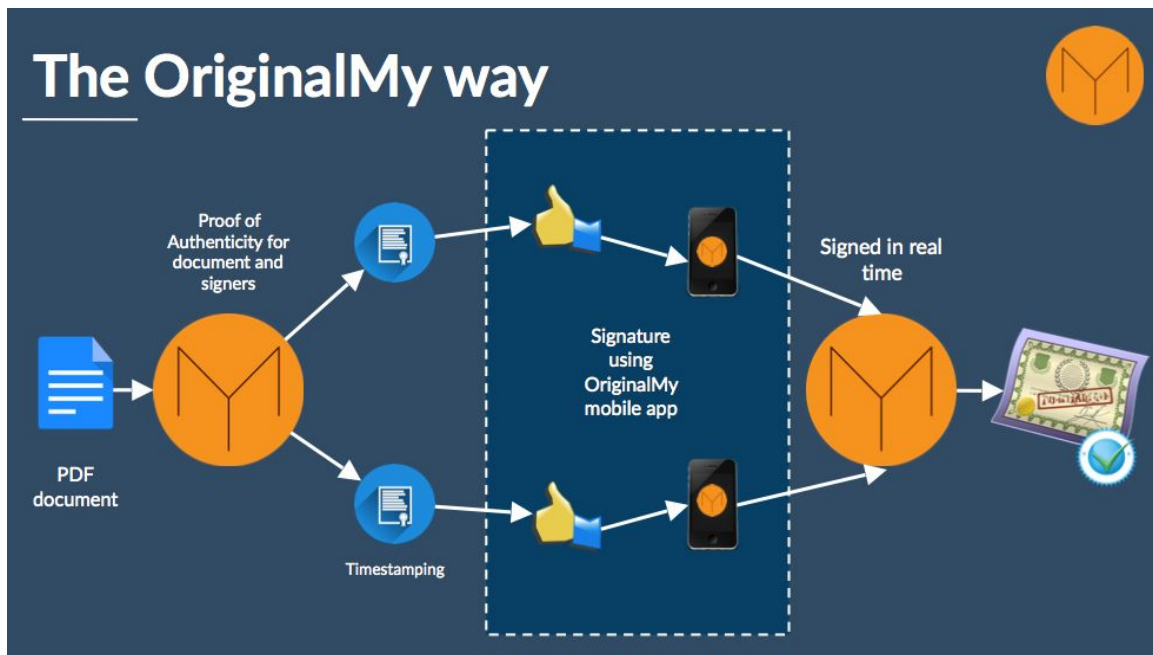 The OriginalMy way
Proof of
Authenticity for
document and
signers
Signed in real
time
Signature
using
OriginalMy
mobile app
PDF
document
Timestamping